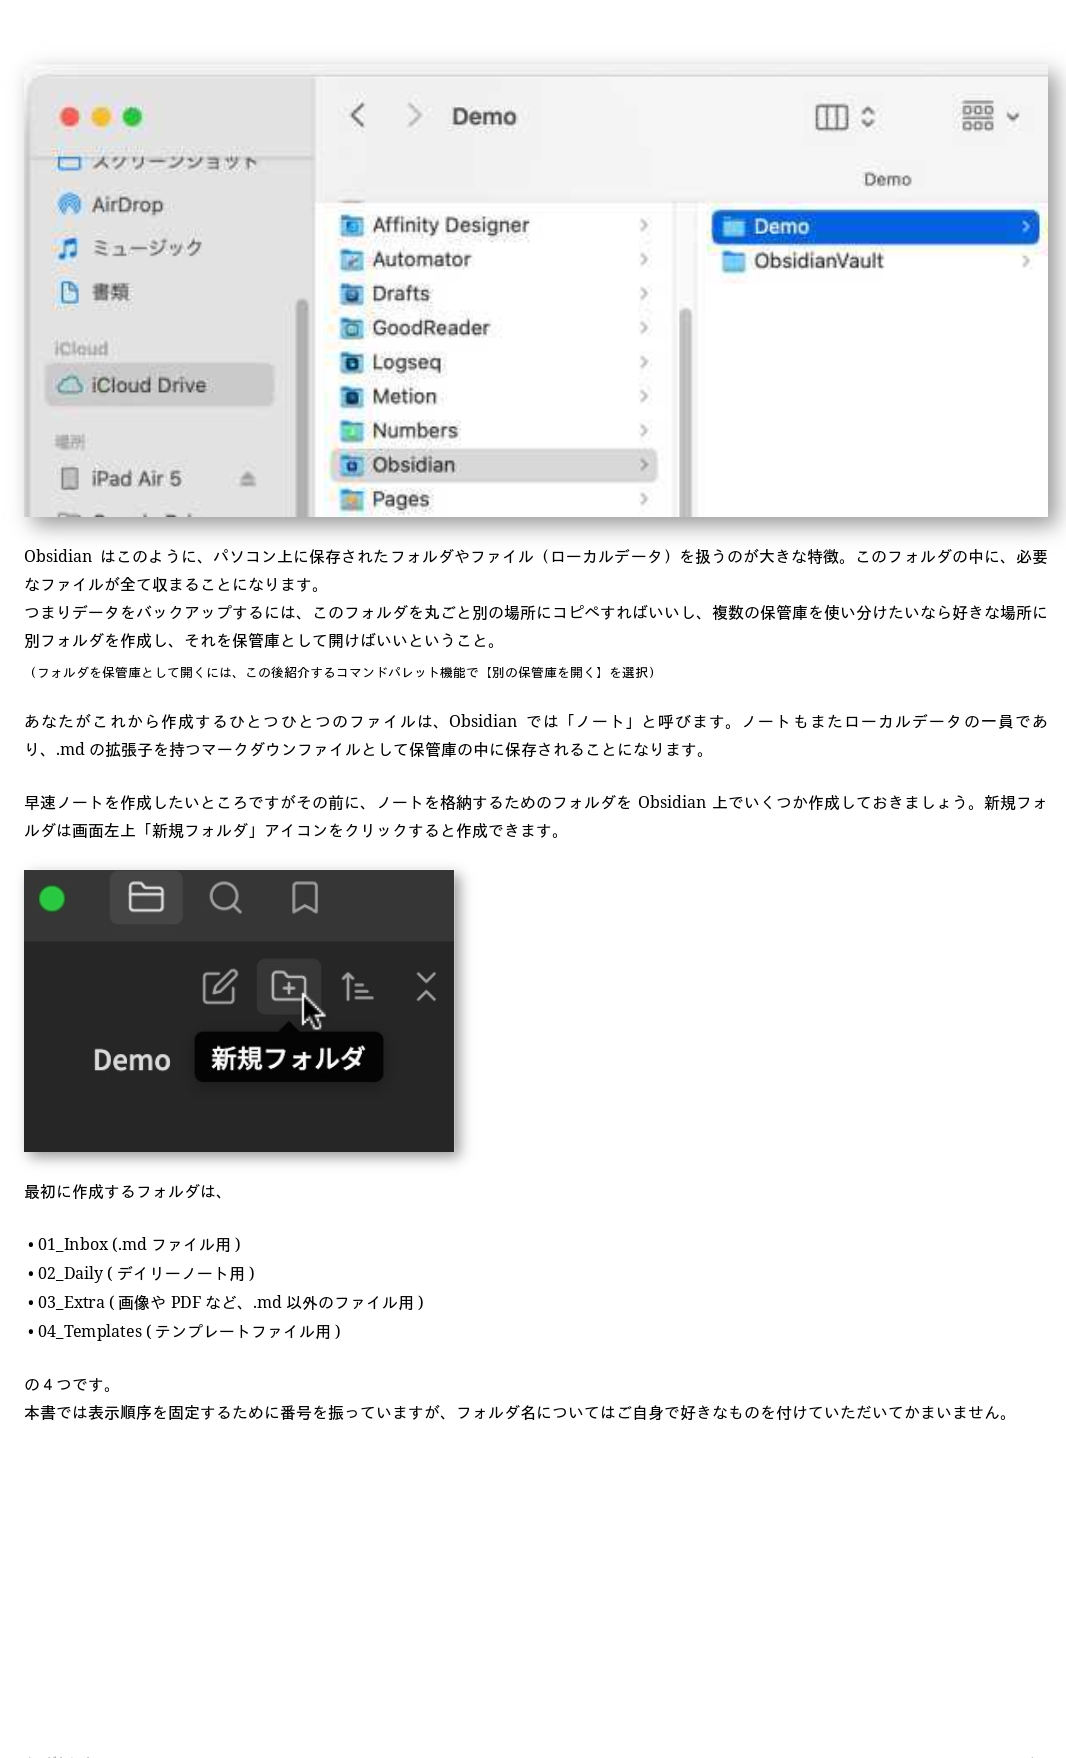 Demo
Demo
スクリーンショット
AirDrop
ミュージック
書類
iCloud
iCloud Drive
場所
iPad Air 5
Affinity Designer
Automator
Drafts
GoodReader
Logseq
Metion
Numbers
Obsidian
Pages
Demo
ObsidianVault
Obsidian はこのように、パソコン上に保存されたフォルダやファイル（ローカルデータ）を扱うのが大きな特徴。このフォルダの中に、必要
なファイルが全て収まることになります。
つまりデータをバックアップするには、このフォルダを丸ごと別の場所にコピペすればいいし、複数の保管庫を使い分けたいなら好きな場所に
別フォルダを作成し、それを保管庫として開けばいいということ。
（フォルダを保管庫として開くには、この後紹介するコマンドパレット機能で【別の保管庫を開く】を選択）
あなたがこれから作成するひとつひとつのファイルは、Obsidian では「ノート」と呼びます。ノートもまたローカルデータの一員であ
り、.md の拡張子を持つマークダウンファイルとして保管庫の中に保存されることになります。
早速ノートを作成したいところですがその前に、ノートを格納するためのフォルダを Obsidian 上でいくつか作成しておきましょう。新規フォ
ルダは画面左上「新規フォルダ」アイコンをクリックすると作成できます。
Demo
新規フォルダ
最初に作成するフォルダは、
• 01_Inbox (.md ファイル用 )
• 02_Daily ( デイリーノート用 )
• 03_Extra ( 画像や PDF など、.md 以外のファイル用 )
• 04_Templates ( テンプレートファイル用 )
の４つです。
本書では表示順序を固定するために番号を振っていますが、フォルダ名についてはご自身で好きなものを付けていただいてかまいません。